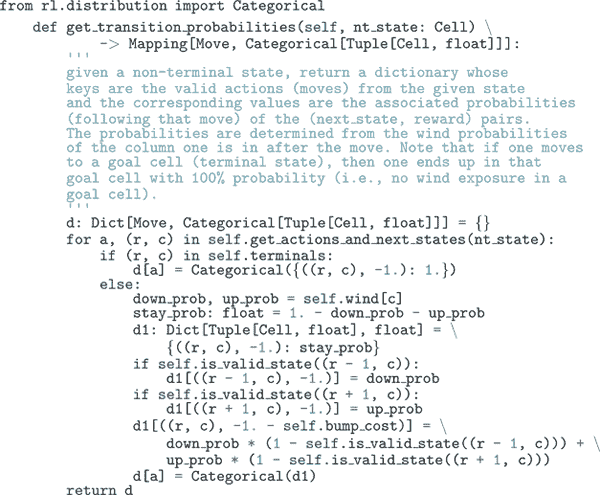 from rl.distribution import Categorical
    def get_transition_probabilities(self, nt_state: Cell) \
            -> Mapping[Move, Categorical[Tuple[Cell, float]]]:
        '''
        given a non-terminal state, return a dictionary whose
        keys are the valid actions (moves) from the given state
        and the corresponding values are the associated probabilities
        (following that move) of the (next_state, reward) pairs.
        The probabilities are determined from the wind probabilities
        of the column one is in after the move. Note that if one moves
        to a goal cell (terminal state), then one ends up in that
        goal cell with 100% probability (i.e., no wind exposure in a
        goal cell).
        '''
        d: Dict[Move, Categorical[Tuple[Cell, float]]] = {}
        for a, (r, c) in self.get_actions_and_next_states(nt_state):
            if (r, c) in self.terminals:
                d[a] = Categorical({((r, c), -1.): 1.})
            else:
                down_prob, up_prob = self.wind[c]
                stay_prob: float = 1. - down_prob - up_prob
                d1: Dict[Tuple[Cell, float], float] = \
                    {((r, c), -1.): stay_prob}
                if self.is_valid_state((r - 1, c)):
                    d1[((r - 1, c), -1.)] = down_prob
                if self.is_valid_state((r + 1, c)):
                    d1[((r + 1, c), -1.)] = up_prob
                d1[((r, c), -1. - self.bump_cost)] = \
                    down_prob * (1 - self.is_valid_state((r - 1, c))) + \
                    up_prob * (1 - self.is_valid_state((r + 1, c)))
                d[a] = Categorical(d1)
        return d